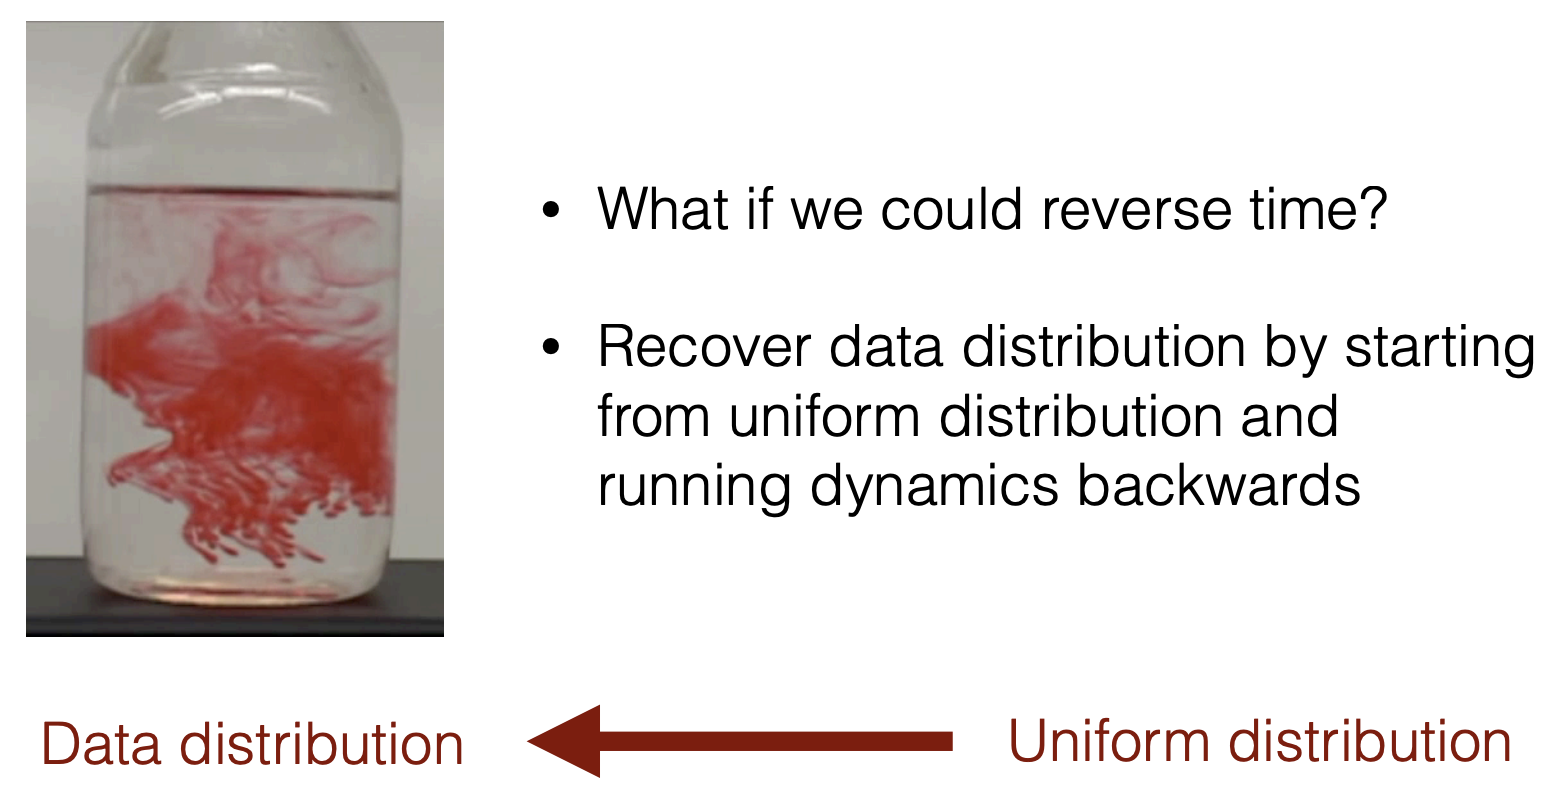 • What if we could reverse time?
• Recover data distribution by starting
from uniform distribution and
running dynamics backwards
Data distribution
Uniform distribution